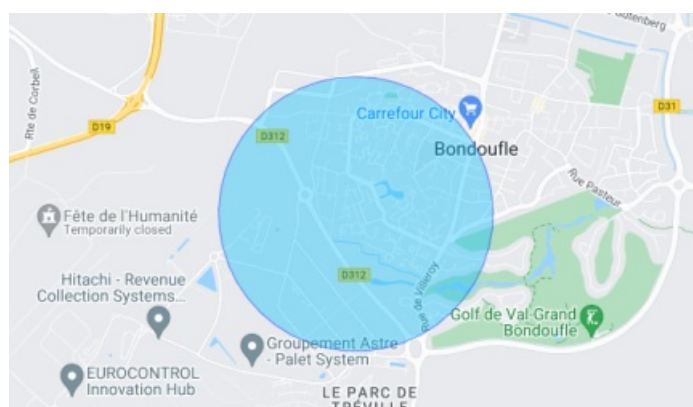 Rte de Corbeil
D19
D312
Carrefour City
Bondoufle
D31
Rue Pasteur
Fête de l'Humanité
Temporarily closed
Hitachi - Revenue
Collection Systems...
D312
Rue de Villeroy
Golf de Val-Grand
Bondoufle
Groupement Astre
- Palet System
EUROCONTROL
Innovation Hub
LE PARC DE
TRÉVILLE